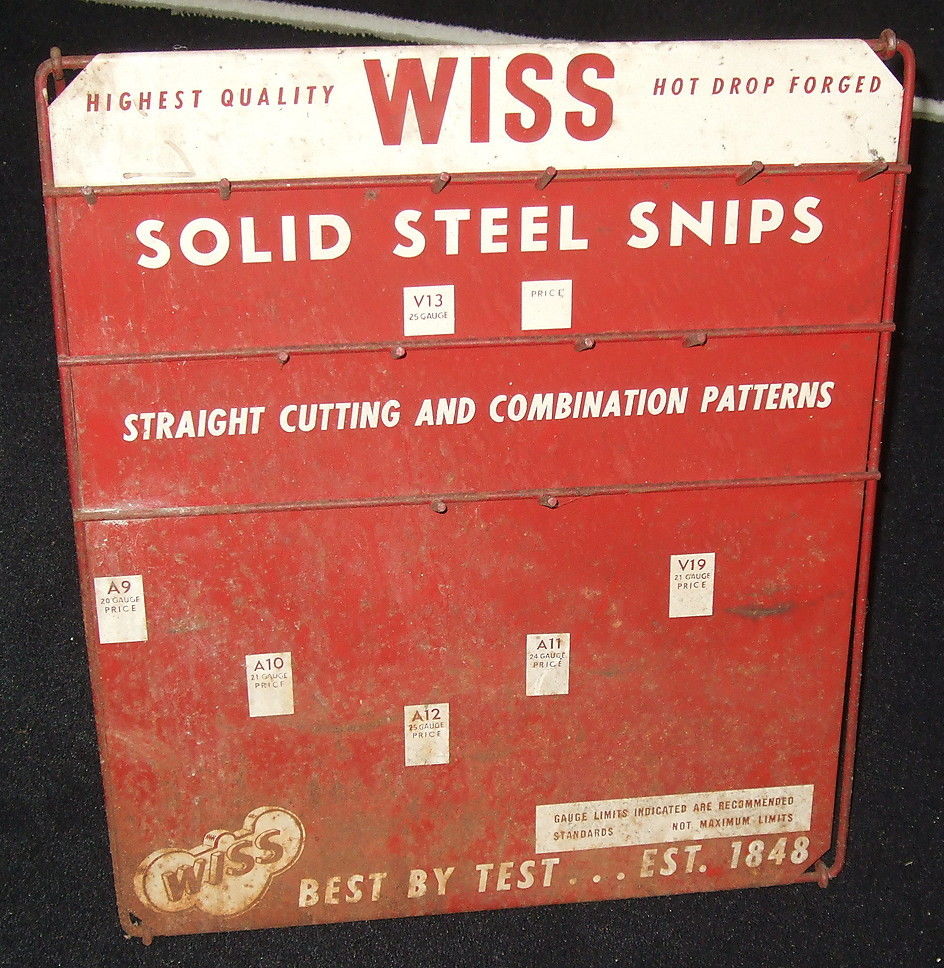 HIGHEST QUALITY WISS HOT DROP FORGED
SOLID STEEL SNIPS
V13
25 GAUGE
PRICE
STRAIGHT CUTTING AND COMBINATION PATTERNS
V19
21 GAUGE
PRICE
A9
20 GAUGE
PRICE
A11
24 GAUGE
PRICE
A10
21 GAUGE
PRICE
A12
25 GAUGE
PRICE
GAUGE LIMITS INDICATED ARE RECOMMENDED
STANDARDS NOT MAXIMUM LIMITS
WISS
BEST BY TEST... EST. 1848